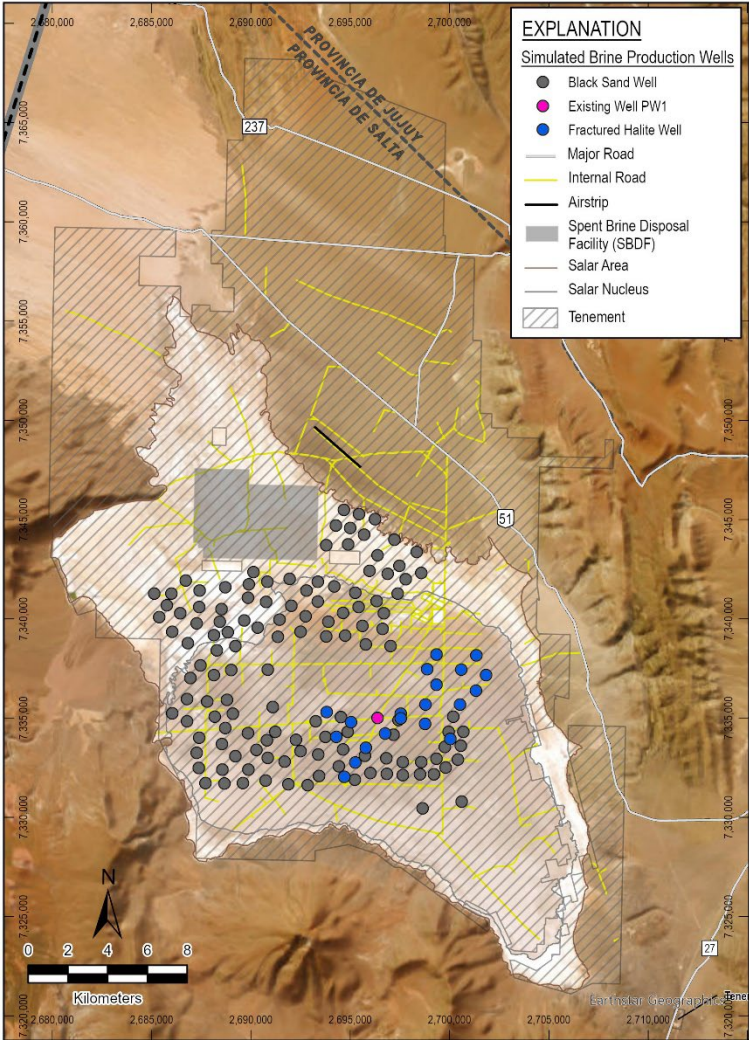 2,680,000
2,685,000
2,690,000
2,695,000
2,700,000
EXPLANATION
Simulated Brine Production Wells
Black Sand Well
Existing Well PW1
Fractured Halite Well
Major Road
Internal Road
Airstrip
Spent Brine Disposal
Facility (SBDF)
Salar Area
Salar Nucleus
Tenement
PROVINCIA DE JUJUY
PROVINCIA DE SALTA
237
7,365,000
7,360,000
7,355,000
7,350,000
7,350,000
7,345,000
7,345,000
51
7,340,000
7,340,000
7,335,000
7,335,000
7,330,000
7,330,000
7,325,000
7,325,000
7,320,000
7,320,000
N
0 2 4 6 8
Kilometers
27
Earthstar Geographics
2,680,000
2,685,000
2,690,000
2,695,000
2,700,000
2,705,000
2,710,000